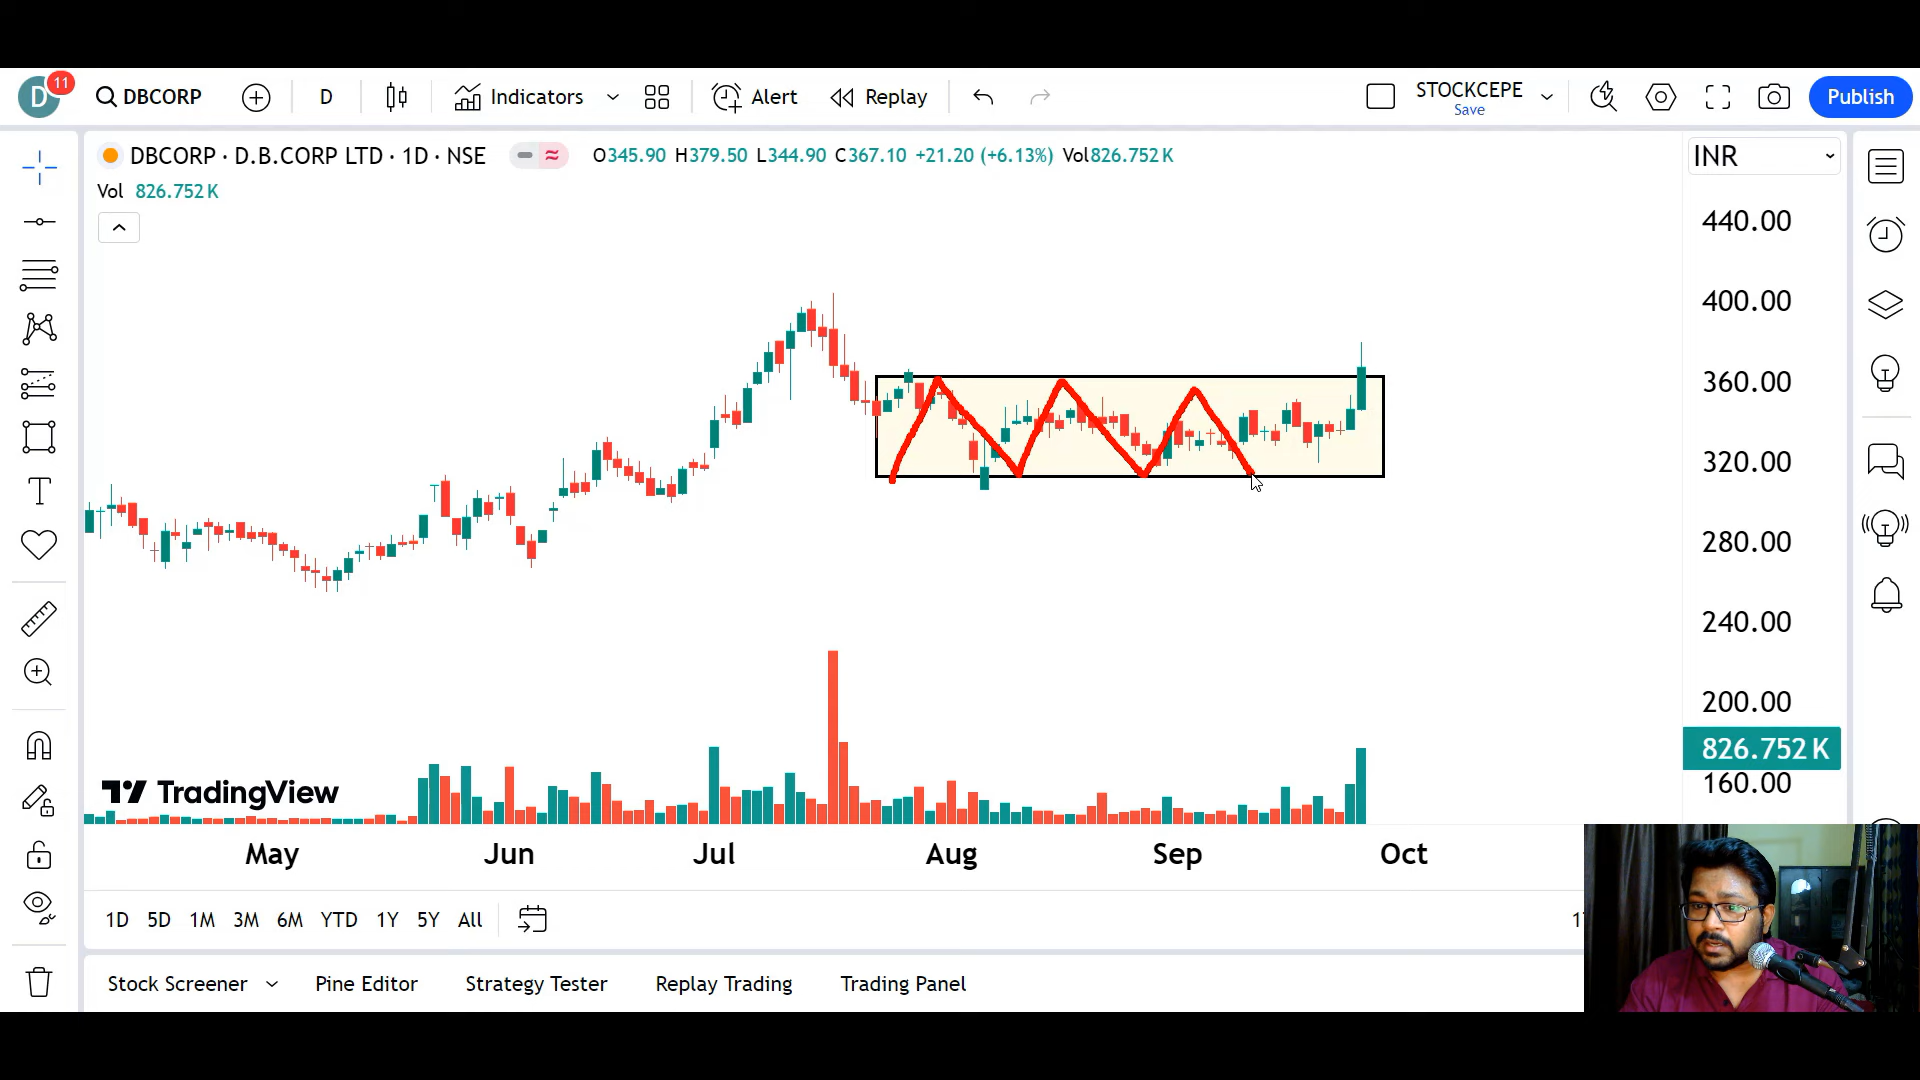 D 11 DBCORP D Indicators Alert Replay STOCKCEPE Save Publish
DBCORP · D.B.CORP LTD · 1D · NSE O345.90 H379.50 L344.90 C367.10 +21.20 (+6.13%) Vol826.752 K INR
Vol 826.752 K
440.00
400.00
360.00
320.00
280.00
240.00
200.00
826.752 K
160.00
TradingView
May Jun Jul Aug Sep Oct
1D 5D 1M 3M 6M YTD 1Y 5Y All
Stock Screener Pine Editor Strategy Tester Replay Trading Trading Panel